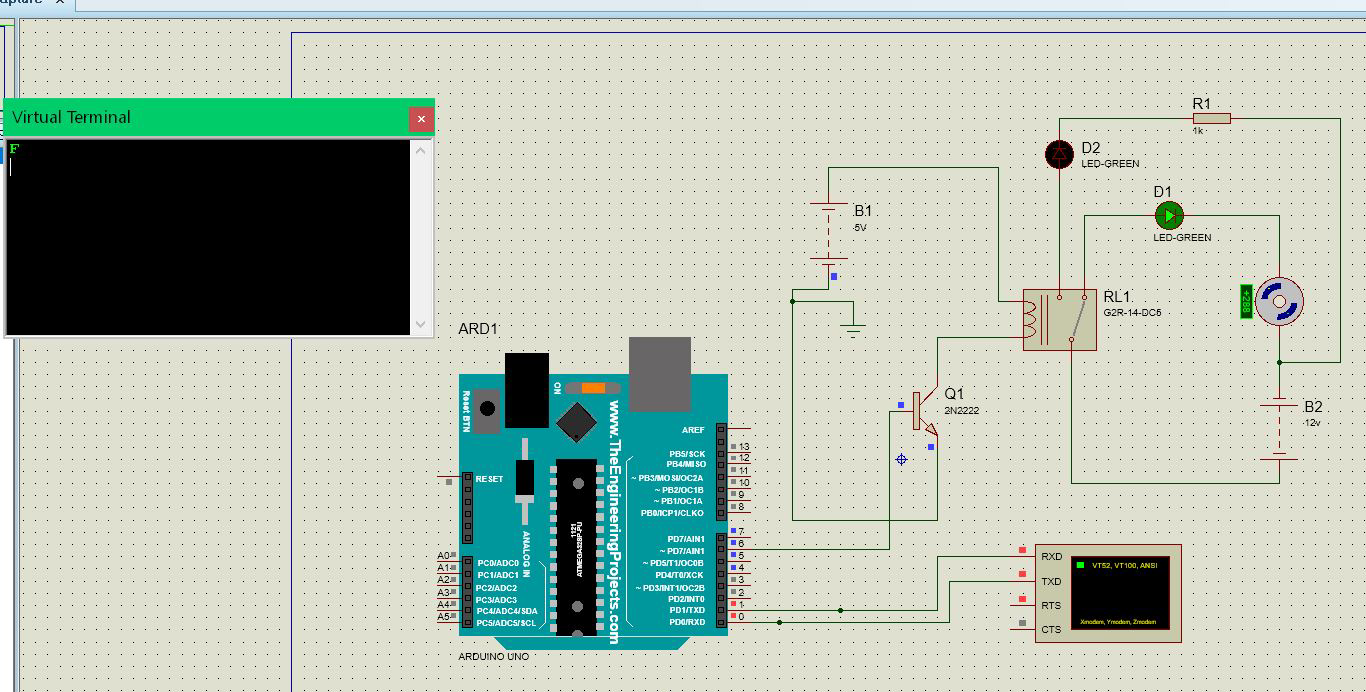 apture
Virtual Terminal
F
R1
1k
D2
LED-GREEN
D1
LED-GREEN
B1
5V
RL1
G2R-14-DC5
+288
ARD1
Q1
2N2222
B2
12v
Reset BTN
ON
www.TheEngineeringProjects.com
AREF
PB5/SCK 13
PB4/MISO 12
~ PB3/MOSI/OC2A 11
~ PB2/OC1B 10
~ PB1/OC1A 9
PB0/ICP1/CLKO 8
RESET
1121
ATMEGA328P-PU
ANALOG IN
PD7/AIN1 7
~ PD7/AIN1 6
~ PD5/T1/OC0B 5
PD4/T0/XCK 4
~ PD3/INT1/OC2B 3
PD2/INT0 2
PD1/TXD 1
PD0/RXD 0
A0 PC0/ADC0
A1 PC1/ADC1
A2 PC2/ADC2
A3 PC3/ADC3
A4 PC4/ADC4/SDA
A5 PC5/ADC5/SCL
ARDUINO UNO
RXD
TXD
RTS
CTS
VT52, VT100, ANSI
Xmodem, Ymodem, Zmodem